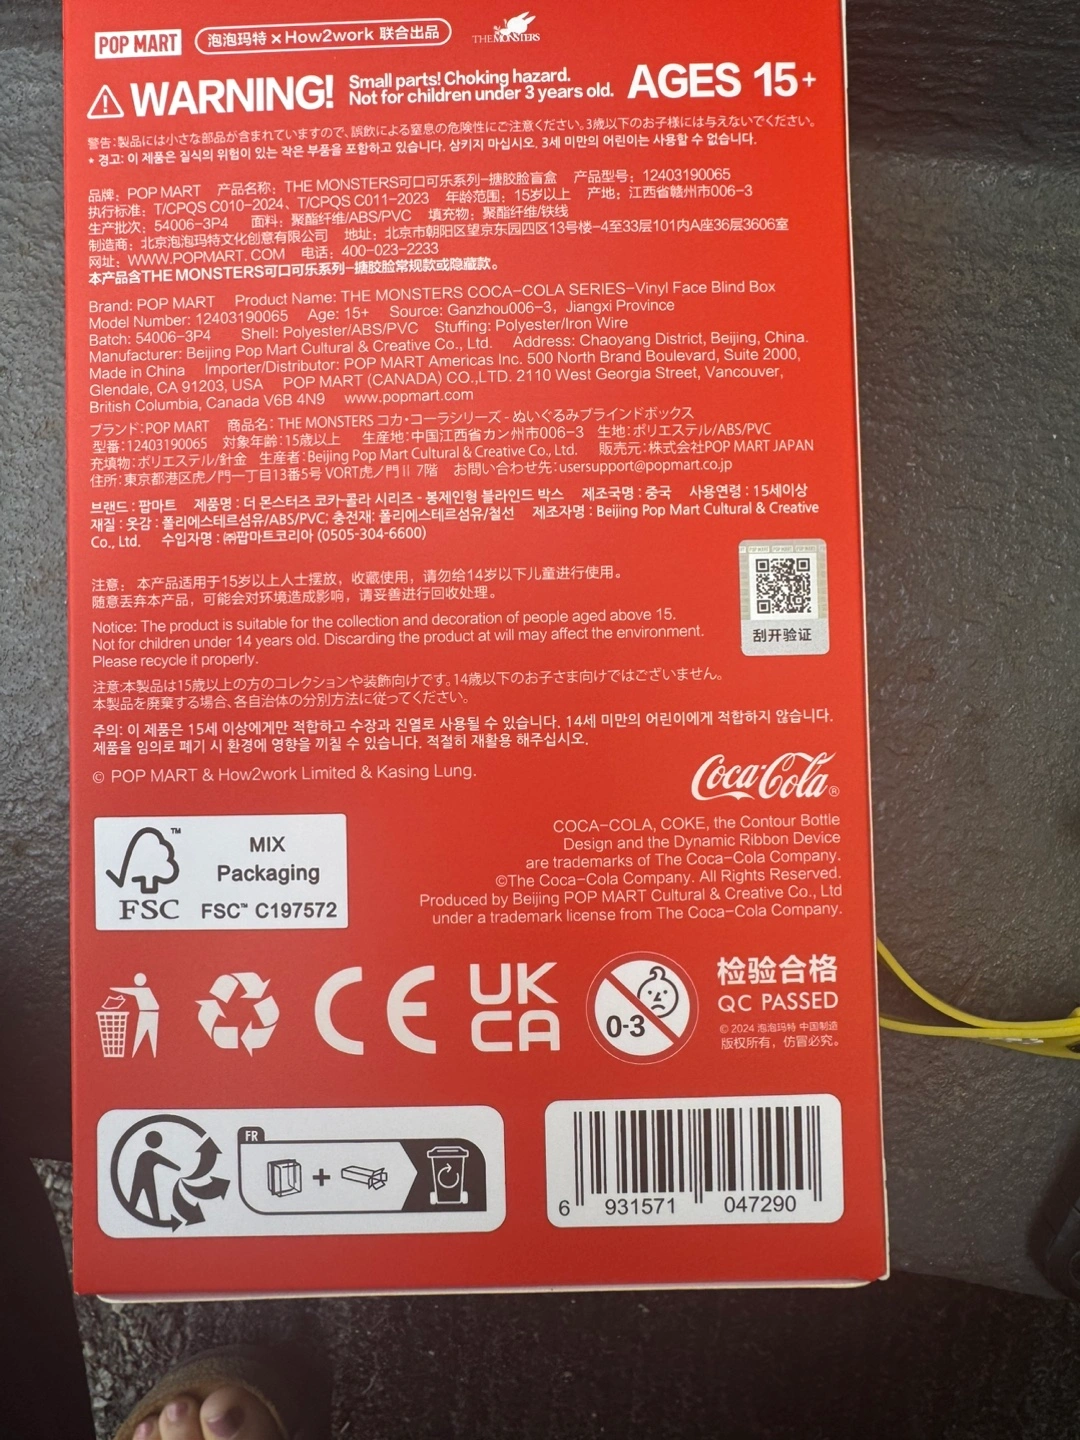 POP MART 泡泡玛特 × How2work 联合出品 THE MONSTERS
WARNING! Small parts! Choking hazard. Not for children under 3 years old. AGES 15+
警告：製品には小さな部品が含まれていますので、誤飲による窒息の危険性にご注意ください。3歳以下のお子様には与えないでください。
* 경고: 이 제품은 질식의 위험이 있는 작은 부품을 포함하고 있습니다. 삼키지 마십시오. 3세 미만의 어린이는 사용할 수 없습니다.
品牌：POP MART 产品名称：THE MONSTERS可口可乐系列-搪胶脸盲盒 产品型号：12403190065
执行标准：T/CPQS C010-2024、T/CPQS C011-2023 年龄范围：15岁以上 产地：江西省赣州市006-3
生产批次：54006-3P4 面料：聚酯纤维/ABS/PVC 填充物：聚酯纤维/铁线
制造商：北京泡泡玛特文化创意有限公司 地址：北京市朝阳区望京东园四区13号楼-4至33层101内A座36层3606室
网址：WWW.POPMART.COM 电话：400-023-2233
本产品含THE MONSTERS可口可乐系列-搪胶脸常规款或隐藏款。
Brand: POP MART Product Name: THE MONSTERS COCA-COLA SERIES-Vinyl Face Blind Box
Model Number: 12403190065 Age: 15+ Source: Ganzhou006-3, Jiangxi Province
Batch: 54006-3P4 Shell: Polyester/ABS/PVC Stuffing: Polyester/Iron Wire
Manufacturer: Beijing Pop Mart Cultural & Creative Co., Ltd. Address: Chaoyang District, Beijing, China.
Made in China Importer/Distributor: POP MART Americas Inc. 500 North Brand Boulevard, Suite 2000,
Glendale, CA 91203, USA POP MART (CANADA) CO.,LTD. 2110 West Georgia Street, Vancouver,
British Columbia, Canada V6B 4N9 www.popmart.com
ブランド：POP MART 商品名：THE MONSTERS コカ・コーラシリーズ - ぬいぐるみブラインドボックス
型番：12403190065 対象年齢：15歳以上 生産地：中国江西省カン州市006-3 生地：ポリエステル/ABS/PVC
充填物：ポリエステル/針金 生産者：Beijing Pop Mart Cultural & Creative Co., Ltd. 販売元：株式会社POP MART JAPAN
住所：東京都港区虎ノ門一丁目13番5号 VORT虎ノ門Ⅱ 7階 お問い合わせ先：usersupport@popmart.co.jp
브랜드 : 팝마트 제품명 : 더 몬스터즈 코카-콜라 시리즈 - 봉제인형 블라인드 박스 제조국명 : 중국 사용연령 : 15세이상
재질 : 옷감 : 폴리에스테르섬유/ABS/PVC; 충전재: 폴리에스테르섬유/철선 제조자명 : Beijing Pop Mart Cultural & Creative
Co., Ltd. 수입자명 : ㈜팝마트코리아 (0505-304-6600)
注意：本产品适用于15岁以上人士摆放，收藏使用，请勿给14岁以下儿童进行使用。
随意丢弃本产品，可能会对环境造成影响，请妥善进行回收处理。
刮开验证
Notice: The product is suitable for the collection and decoration of people aged above 15.
Not for children under 14 years old. Discarding the product at will may affect the environment.
Please recycle it properly.
注意:本製品は15歳以上の方のコレクションや装飾向けです。14歳以下のお子さま向けではございません。
本製品を廃棄する場合、各自治体の分別方法に従ってください。
주의: 이 제품은 15세 이상에게만 적합하고 수장과 진열로 사용될 수 있습니다. 14세 미만의 어린이에게 적합하지 않습니다.
제품을 임의로 폐기 시 환경에 영향을 끼칠 수 있습니다. 적절히 재활용 해주십시오.
© POP MART & How2work Limited & Kasing Lung.
Coca-Cola®
COCA-COLA, COKE, the Contour Bottle
Design and the Dynamic Ribbon Device
are trademarks of The Coca-Cola Company.
©The Coca-Cola Company. All Rights Reserved.
Produced by Beijing POP MART Cultural & Creative Co., Ltd
under a trademark license from The Coca-Cola Company.
™
FSC
MIX
Packaging
FSC™ C197572
CE
UK
CA
0-3
检验合格
QC PASSED
© 2024 泡泡玛特 中国制造
版权所有，仿冒必究。
FR
6 931571 047290